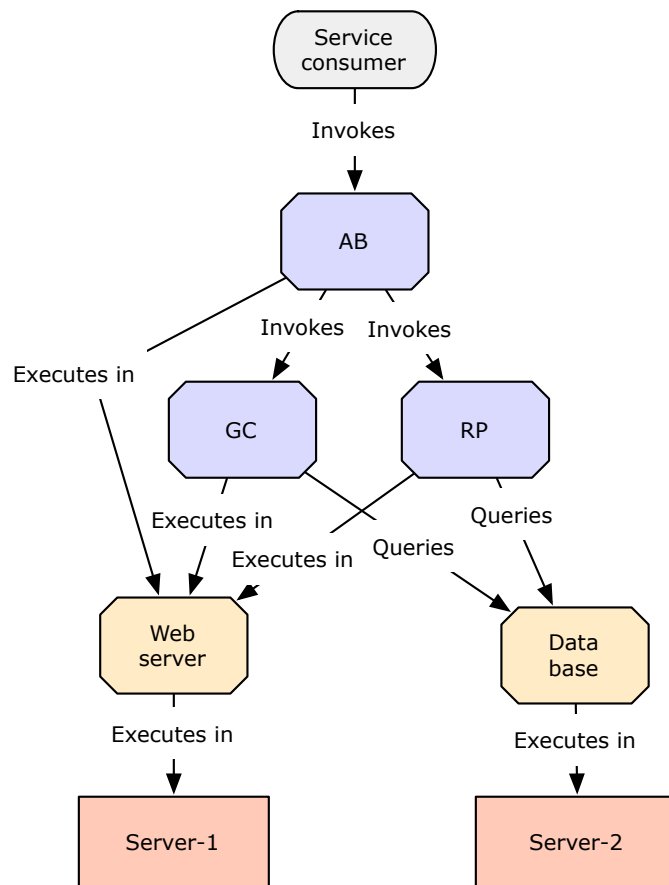 Service
consumer
Invokes
AB
Invokes
Invokes
Executes in
GC
RP
Executes in
Queries
Executes in
Queries
Web
server
Data
base
Executes in
Executes in
Server-1
Server-2